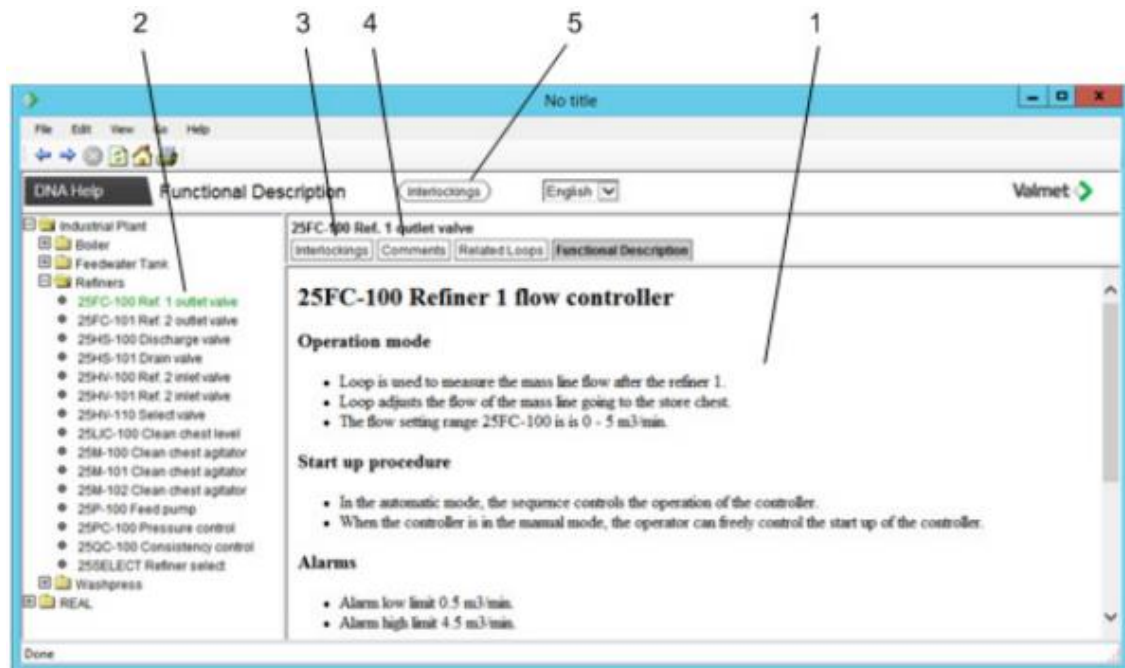 2 3 4 5 1
No title
File Edit View Go Help
DNA Help Functional Description Interlockings English Valmet
Industrial Plant
Boiler
Feedwater Tank
Refiners
25FC-100 Ref. 1 outlet valve
25FC-101 Ref. 2 outlet valve
25HS-100 Discharge valve
25HS-101 Drain valve
25HV-100 Ref. 2 inlet valve
25HV-101 Ref. 2 inlet valve
25HV-110 Select valve
25LIC-100 Clean chest level
25M-100 Clean chest agitator
25M-101 Clean chest agitator
25M-102 Clean chest agitator
25P-100 Feed pump
25PC-100 Pressure control
25QC-100 Consistency control
25SELECT Refiner select
Washpress
REAL
25FC-100 Ref. 1 outlet valve
Interlockings Comments Related Loops Functional Description
25FC-100 Refiner 1 flow controller
Operation mode
• Loop is used to measure the mass line flow after the refiner 1.
• Loop adjusts the flow of the mass line going to the store chest.
• The flow setting range 25FC-100 is is 0 - 5 m3/min.
Start up procedure
• In the automatic mode, the sequence controls the operation of the controller.
• When the controller is in the manual mode, the operator can freely control the start up of the controller.
Alarms
• Alarm low limit 0.5 m3/min.
• Alarm high limit 4.5 m3/min.
Done